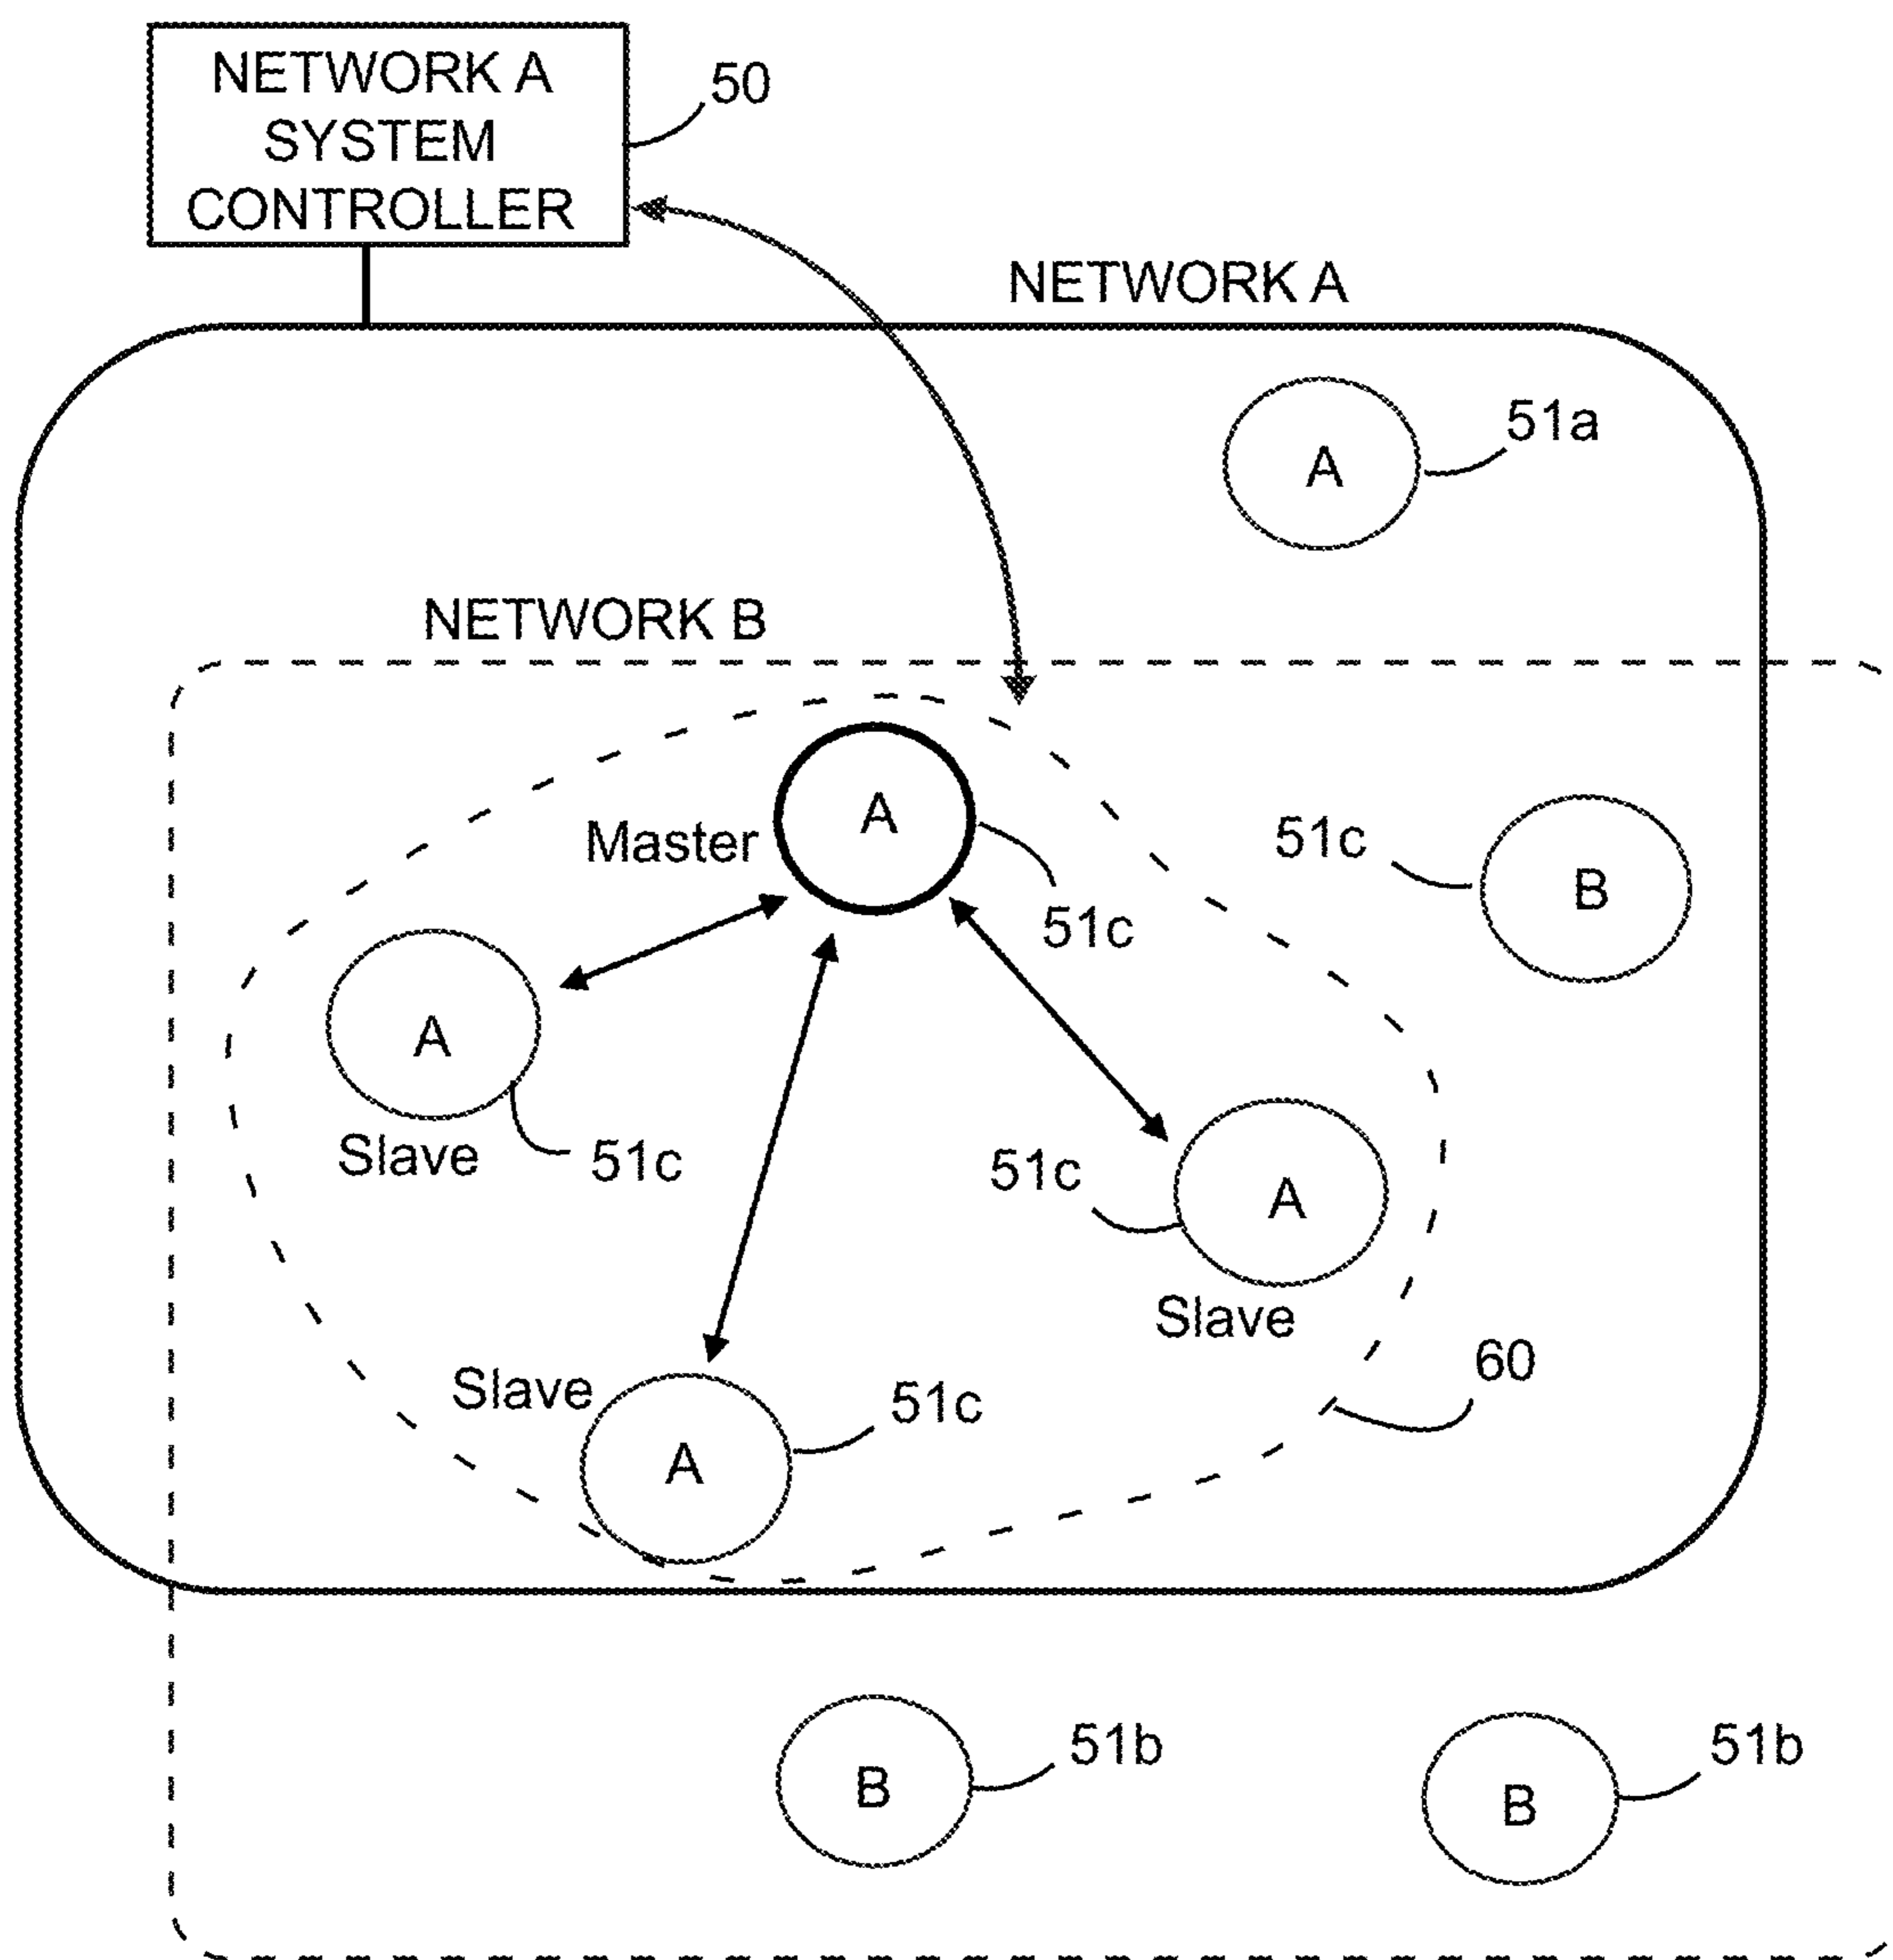 NETWORK A
SYSTEM
CONTROLLER
50
NETWORK A
A
51a
NETWORK B
A
Master
51c
51c
B
A
Slave
51c
51c
A
Slave
Slave
A
51c
60
B
51b
B
51b